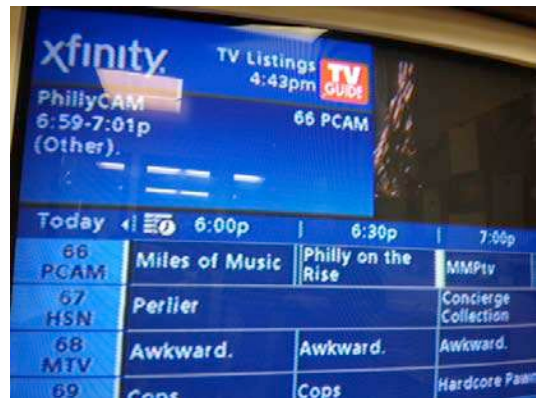 xfinity.
TV Listings
4:43pm
TV
GUIDE
PhillyCAM
6:59-7:01p
66 PCAM
(Other).
Today 6:00p 6:30p 7:00p
66
PCAM
Miles of Music
Philly on the
Rise
MMPtv
67
HSN
Perlier
Concierge
Collection
68
MTV
Awkward.
Awkward.
Awkward.
69
Cops
Cops
Hardcore Pawn